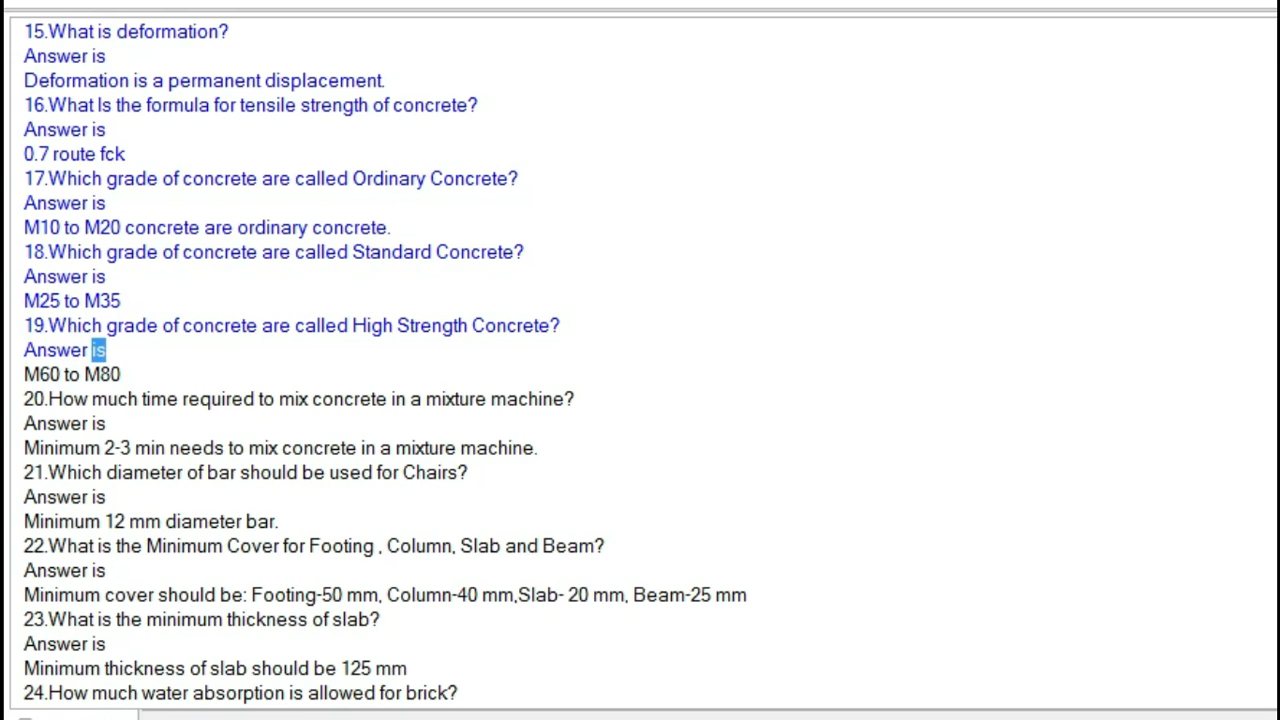 15.What is deformation?
Answer is
Deformation is a permanent displacement.
16.What Is the formula for tensile strength of concrete?
Answer is
0.7 route fck
17.Which grade of concrete are called Ordinary Concrete?
Answer is
M10 to M20 concrete are ordinary concrete.
18.Which grade of concrete are called Standard Concrete?
Answer is
M25 to M35
19.Which grade of concrete are called High Strength Concrete?
Answer is
M60 to M80
20.How much time required to mix concrete in a mixture machine?
Answer is
Minimum 2-3 min needs to mix concrete in a mixture machine.
21.Which diameter of bar should be used for Chairs?
Answer is
Minimum 12 mm diameter bar.
22.What is the Minimum Cover for Footing , Column, Slab and Beam?
Answer is
Minimum cover should be: Footing-50 mm, Column-40 mm,Slab- 20 mm, Beam-25 mm
23.What is the minimum thickness of slab?
Answer is
Minimum thickness of slab should be 125 mm
24.How much water absorption is allowed for brick?